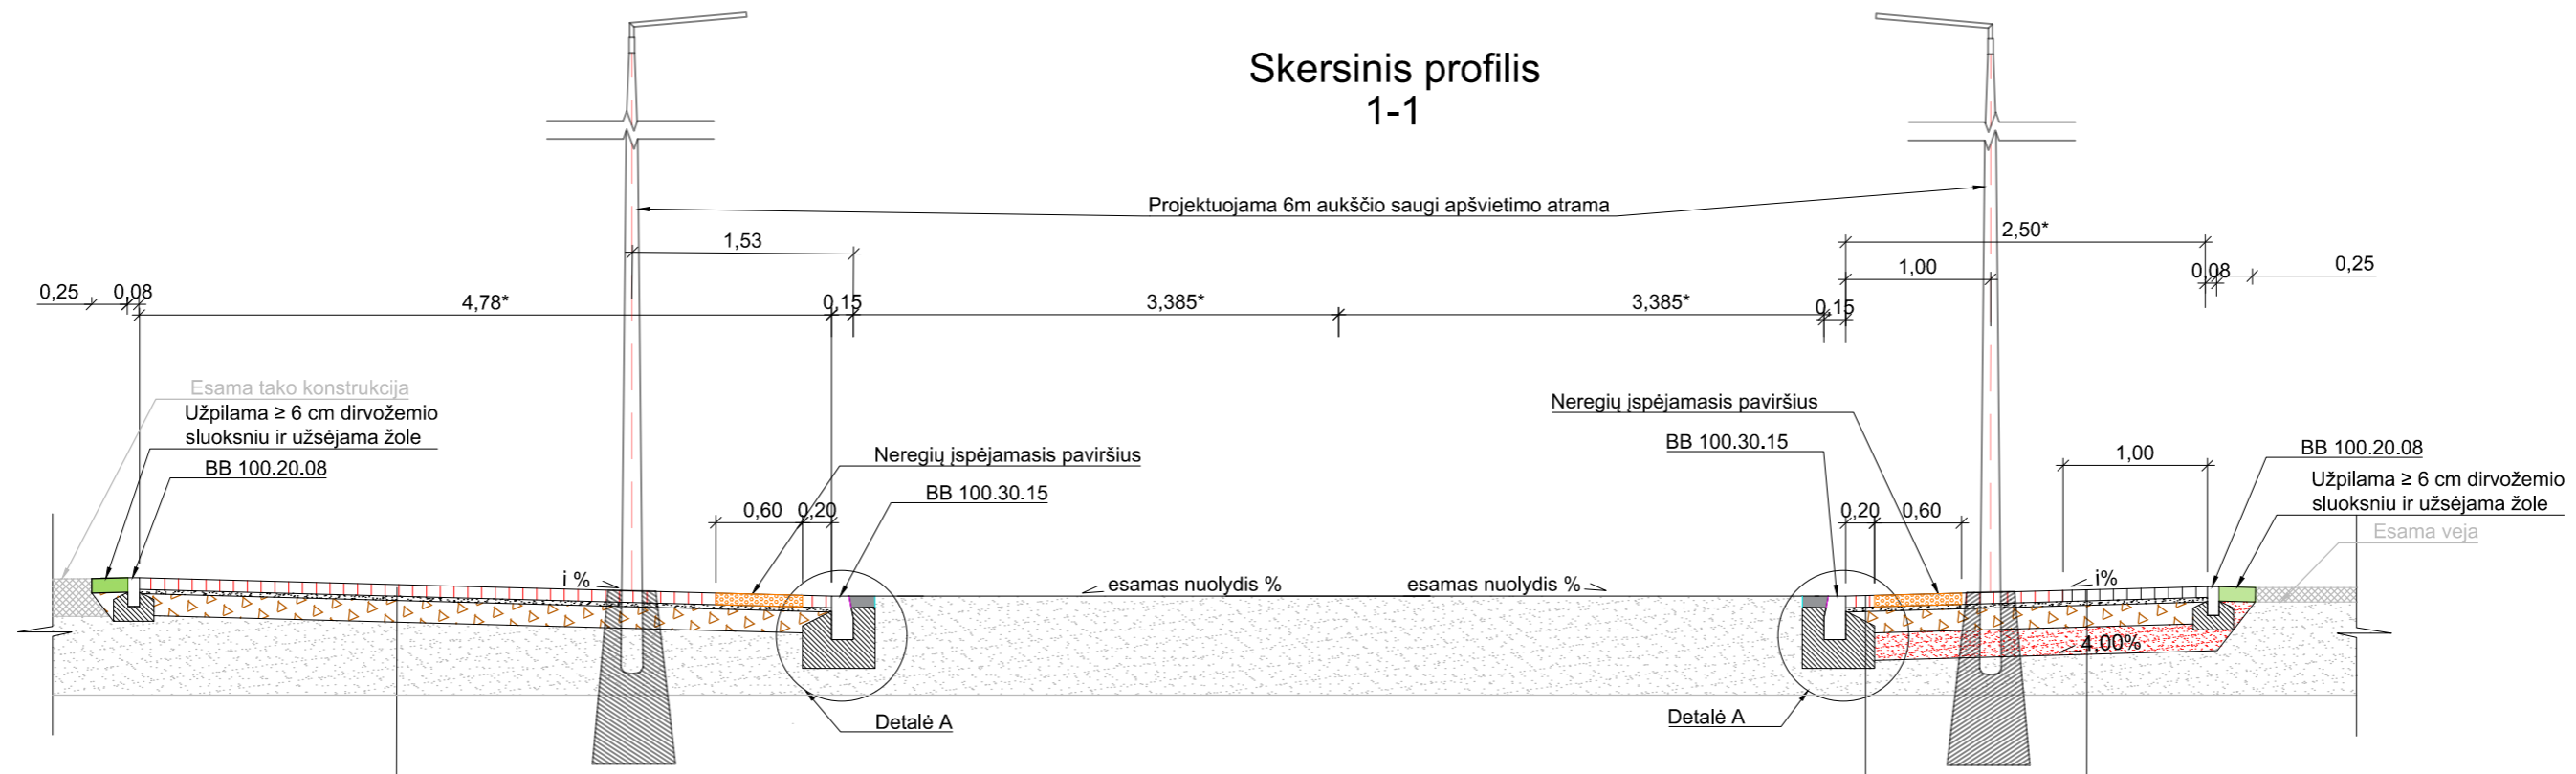 Skersinis profilis
1-1
Projektuojama 6m aukščio saugi apšvietimo atrama
1,53
2,50*
1,00
0,25
0,08
4,78*
0,15
3,385*
3,385*
0,15
0,08
0,25
Esama tako konstrukcija
Užpilama ≥ 6 cm dirvožemio
sluoksniu ir užsėjama žole
BB 100.20.08
Neregių įspėjamasis paviršius
BB 100.30.15
0,60
0,20
Neregių įspėjamasis paviršius
BB 100.30.15
0,20
0,60
1,00
BB 100.20.08
Užpilama ≥ 6 cm dirvožemio
sluoksniu ir užsėjama žole
Esama veja
i %
esamas nuolydis %
esamas nuolydis %
i%
4,00%
Detalė A
Detalė A